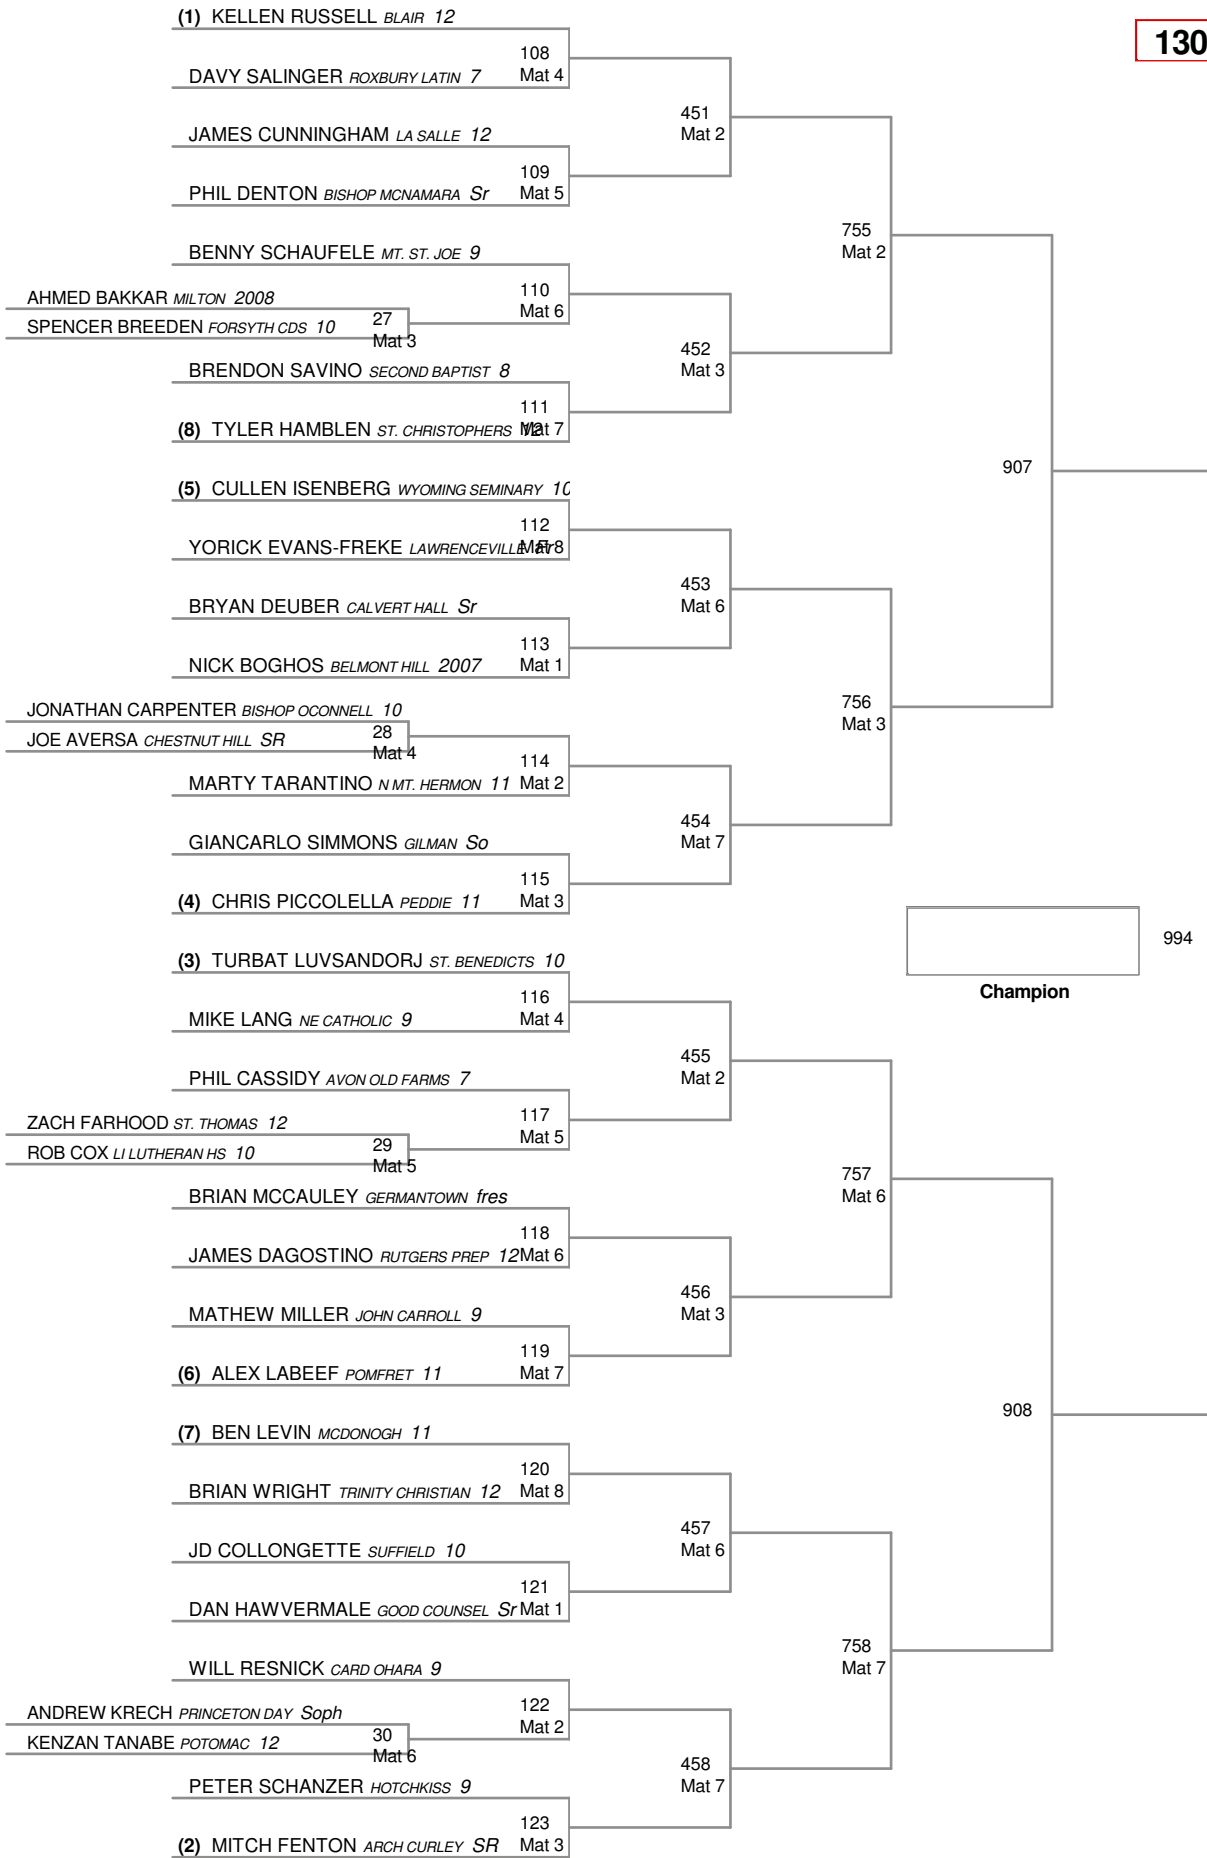 (1) KELLEN RUSSELL BLAIR 12
130
108
Mat 4
DAVY SALINGER ROXBURY LATIN 7
451
Mat 2
JAMES CUNNINGHAM LA SALLE 12
109
Mat 5
PHIL DENTON BISHOP MCNAMARA Sr
755
Mat 2
BENNY SCHAUFELE MT. ST. JOE 9
110
Mat 6
AHMED BAKKAR MILTON 2008
SPENCER BREEDEN FORSYTH CDS 10
27
Mat 3
452
Mat 3
BRENDON SAVINO SECOND BAPTIST 8
111
Mat 7
(8) TYLER HAMBLEN ST. CHRISTOPHERS 12
907
(5) CULLEN ISENBERG WYOMING SEMINARY 10
112
Mat 8
YORICK EVANS-FREKE LAWRENCEVILLE Fr
453
Mat 6
BRYAN DEUBER CALVERT HALL Sr
113
Mat 1
NICK BOGHOS BELMONT HILL 2007
756
Mat 3
JONATHAN CARPENTER BISHOP OCONNELL 10
JOE AVERSA CHESTNUT HILL SR
28
Mat 4
114
Mat 2
MARTY TARANTINO N MT. HERMON 11
454
Mat 7
GIANCARLO SIMMONS GILMAN So
115
Mat 3
(4) CHRIS PICCOLELLA PEDDIE 11
994
Champion
(3) TURBAT LUVSANDORJ ST. BENEDICTS 10
116
Mat 4
MIKE LANG NE CATHOLIC 9
455
Mat 2
PHIL CASSIDY AVON OLD FARMS 7
117
Mat 5
ZACH FARHOOD ST. THOMAS 12
ROB COX LI LUTHERAN HS 10
29
Mat 5
757
Mat 6
BRIAN MCCAULEY GERMANTOWN fres
118
Mat 6
JAMES DAGOSTINO RUTGERS PREP 12
456
Mat 3
MATHEW MILLER JOHN CARROLL 9
119
Mat 7
(6) ALEX LABEEF POMFRET 11
908
(7) BEN LEVIN MCDONOGH 11
120
Mat 8
BRIAN WRIGHT TRINITY CHRISTIAN 12
457
Mat 6
JD COLLONGETTE SUFFIELD 10
121
Mat 1
DAN HAWVERMALE GOOD COUNSEL Sr
758
Mat 7
WILL RESNICK CARD OHARA 9
122
Mat 2
ANDREW KRECH PRINCETON DAY Soph
KENZAN TANABE POTOMAC 12
30
Mat 6
458
Mat 7
PETER SCHANZER HOTCHKISS 9
123
Mat 3
(2) MITCH FENTON ARCH CURLEY SR